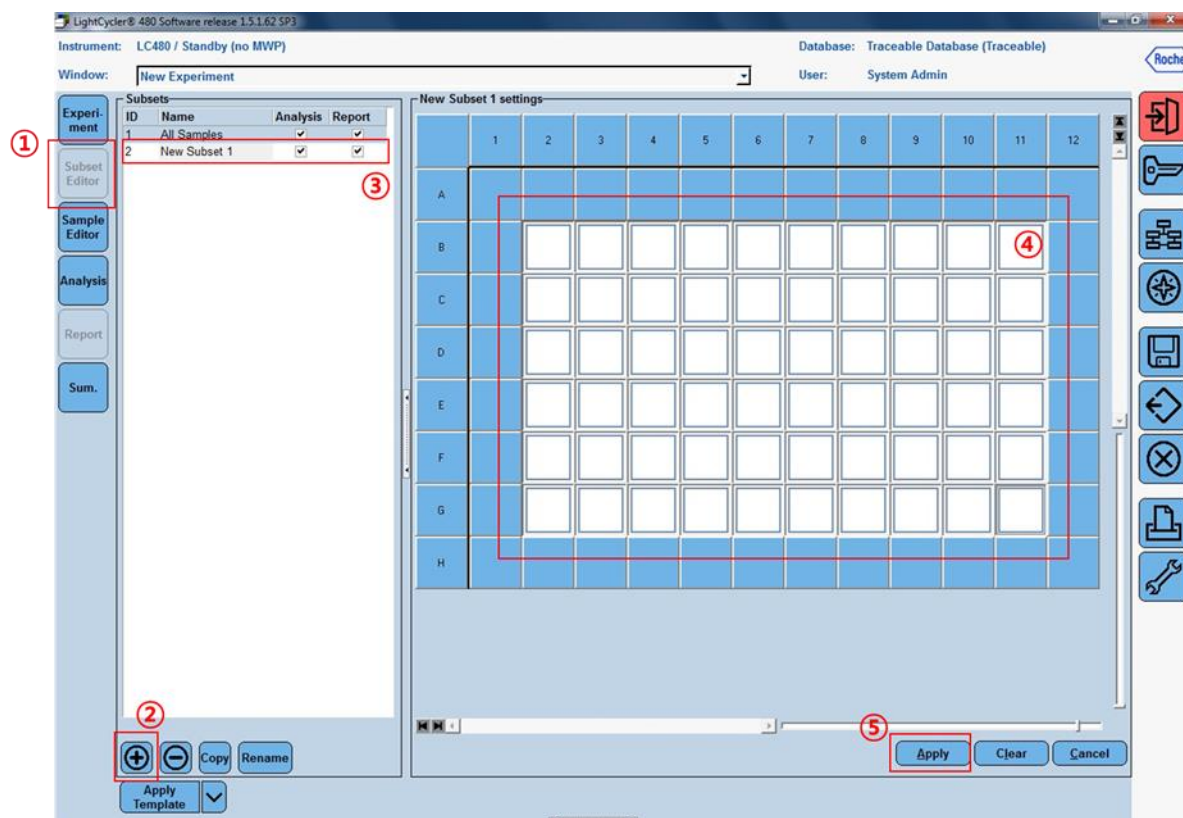 LightCycler® 480 Software release 1.5.1.62 SP3
Instrument: LC480 / Standby (no MWP) Database: Traceable Database (Traceable)
Window: New Experiment User: System Admin
Roche
Experi-
ment
Subset
Editor
Sample
Editor
Analysis
Report
Sum.
①
Subsets
ID Name Analysis Report
1 All Samples
2 New Subset 1
③
②
Copy Rename
Apply
Template
New Subset 1 settings
1 2 3 4 5 6 7 8 9 10 11 12
A
B
④
C
D
E
F
G
H
⑤
Apply Clear Cancel